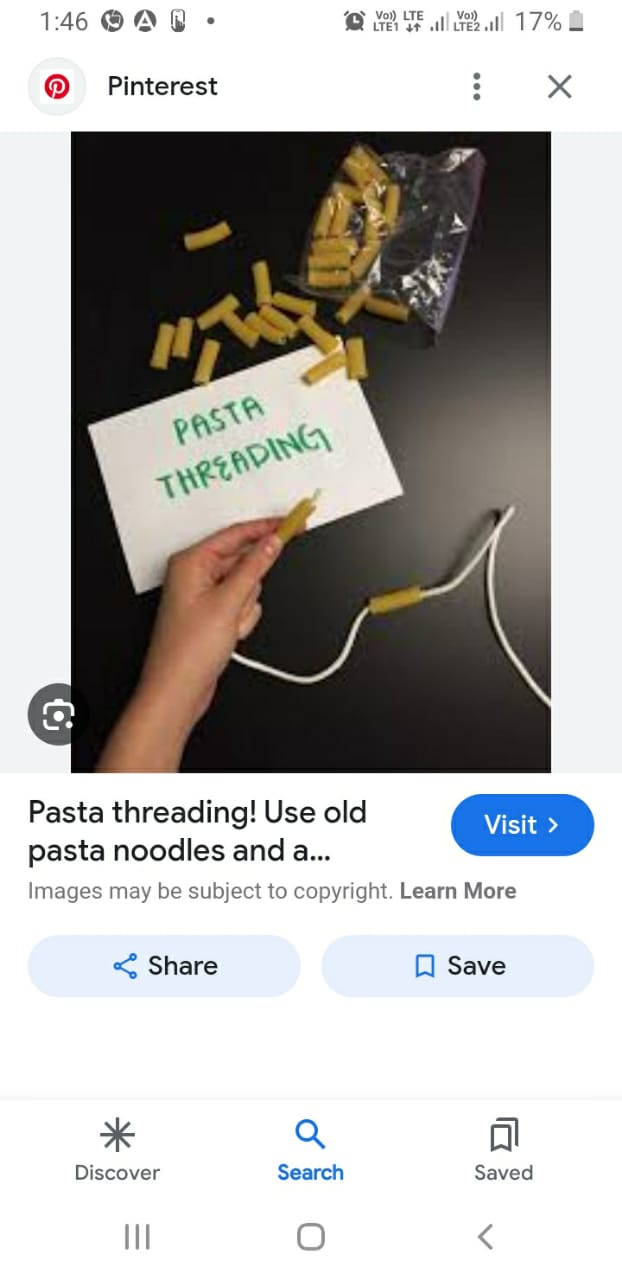 1:46
Vo)) LTE Vo))
LTE1 LTE2 17%
Pinterest
PASTA
THREADING
Pasta threading! Use old
pasta noodles and a...
Visit
Images may be subject to copyright. Learn More
Share Save
Discover Search Saved